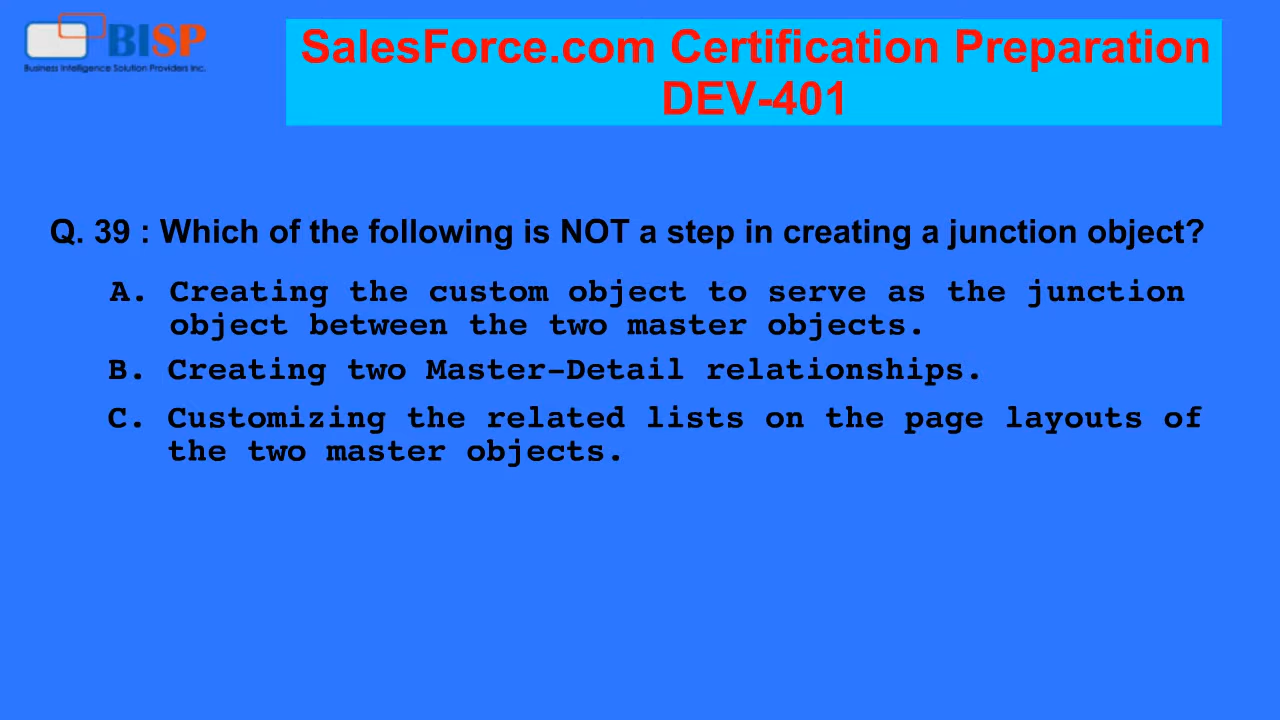 BISP
Business Intelligence Solution Providers Inc.
SalesForce.com Certification Preparation
DEV-401
Q. 39 : Which of the following is NOT a step in creating a junction object?
A. Creating the custom object to serve as the junction
object between the two master objects.
B. Creating two Master-Detail relationships.
C. Customizing the related lists on the page layouts of
the two master objects.